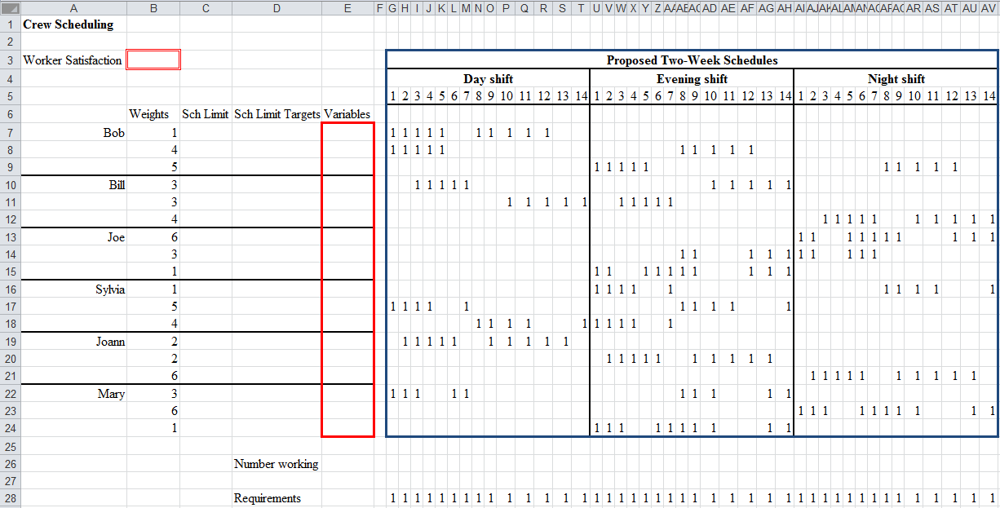 A B C D E F G H I J K L M N O P Q R S T U V W X Y Z AA AB AC AD AE AF AG AH AI AJ AK AL AM AN AO AP AQ AR AS AT AU AV
1 Crew Scheduling
2
3 Worker Satisfaction Proposed Two-Week Schedules
4 Day shift Evening shift Night shift
5 1 2 3 4 5 6 7 8 9 10 11 12 13 14 1 2 3 4 5 6 7 8 9 10 11 12 13 14 1 2 3 4 5 6 7 8 9 10 11 12 13 14
6 Weights Sch Limit Sch Limit Targets Variables
7 Bob 1 1 1 1 1 1 1 1 1 1 1
8 4 1 1 1 1 1 1 1 1 1 1
9 5 1 1 1 1 1 1 1 1 1 1
10 Bill 3 1 1 1 1 1 1 1 1 1 1
11 3 1 1 1 1 1 1 1 1 1 1
12 4 1 1 1 1 1 1 1 1 1 1
13 Joe 6 1 1 1 1 1 1 1 1 1 1
14 3 1 1 1 1 1 1 1 1 1 1
15 1 1 1 1 1 1 1 1 1 1 1
16 Sylvia 1 1 1 1 1 1 1 1 1 1 1
17 5 1 1 1 1 1 1 1 1 1 1
18 4 1 1 1 1 1 1 1 1 1 1
19 Joann 2 1 1 1 1 1 1 1 1 1 1
20 2 1 1 1 1 1 1 1 1 1 1
21 6 1 1 1 1 1 1 1 1 1 1
22 Mary 3 1 1 1 1 1 1 1 1 1 1
23 6 1 1 1 1 1 1 1 1 1 1
24 1 1 1 1 1 1 1 1 1 1 1
25
26 Number working
27
28 Requirements 1 1 1 1 1 1 1 1 1 1 1 1 1 1 1 1 1 1 1 1 1 1 1 1 1 1 1 1 1 1 1 1 1 1 1 1 1 1 1 1 1 1